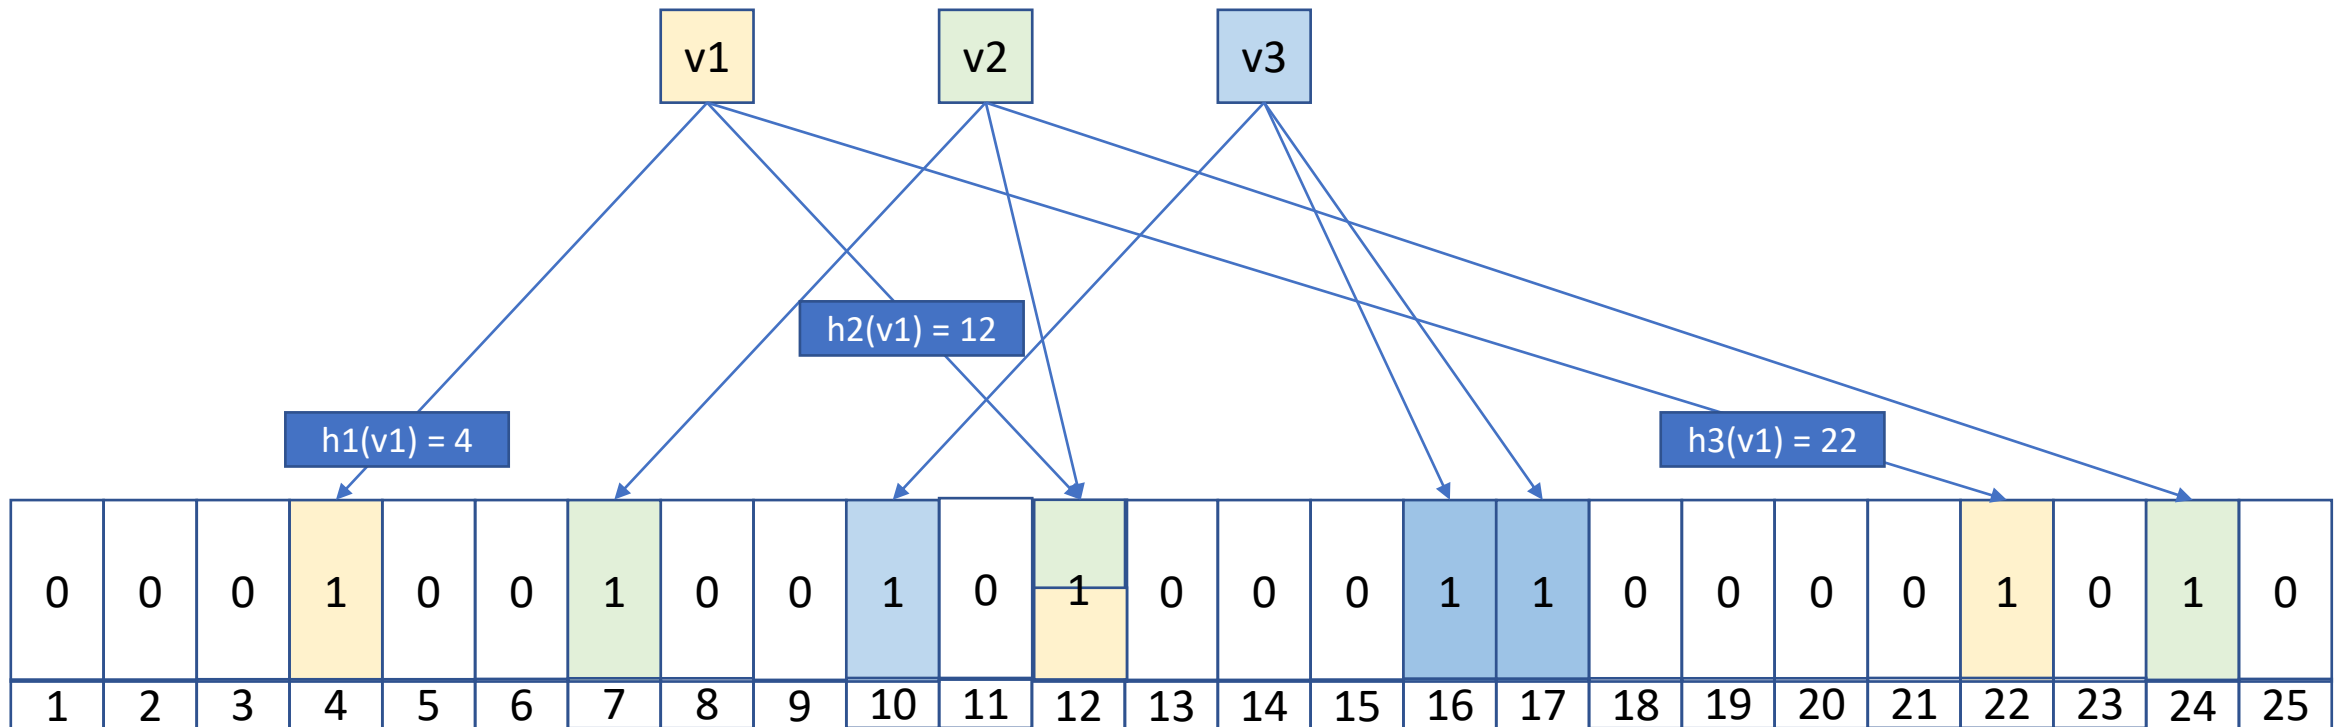 v1 v2 v3
h2(v1) = 12
h1(v1) = 4 h3(v1) = 22
0 0 0 1 0 0 1 0 0 1 0 1 0 0 0 1 1 0 0 0 0 1 0 1 0
1 2 3 4 5 6 7 8 9 10 11 12 13 14 15 16 17 18 19 20 21 22 23 24 25